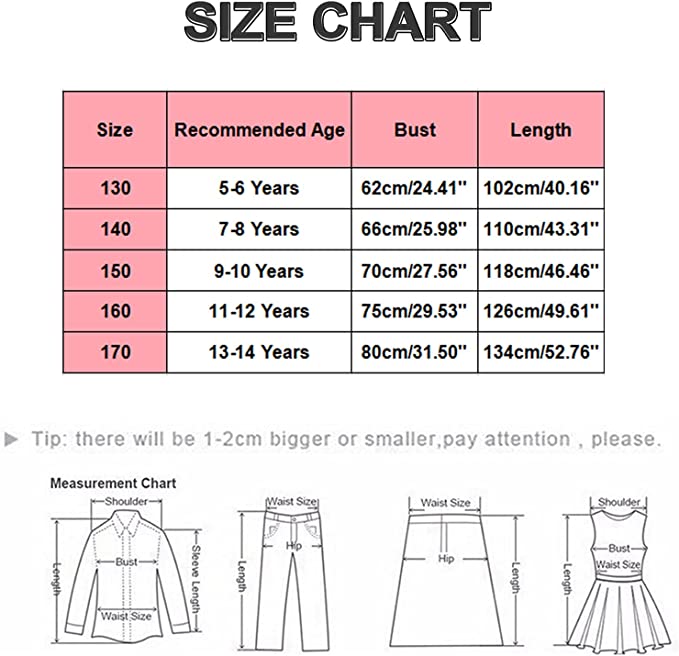 SIZE CHART
Size Recommended Age Bust Length
130 5-6 Years 62cm/24.41'' 102cm/40.16''
140 7-8 Years 66cm/25.98'' 110cm/43.31''
150 9-10 Years 70cm/27.56'' 118cm/46.46''
160 11-12 Years 75cm/29.53'' 126cm/49.61''
170 13-14 Years 80cm/31.50'' 134cm/52.76''
Tip: there will be 1-2cm bigger or smaller,pay attention , please.
Measurement Chart
Shoulder
Bust
Waist Size
Length
Sleeve Length
Waist Size
Hip
Length
Waist Size
Hip
Length
Shoulder
Bust
Waist Size
Length